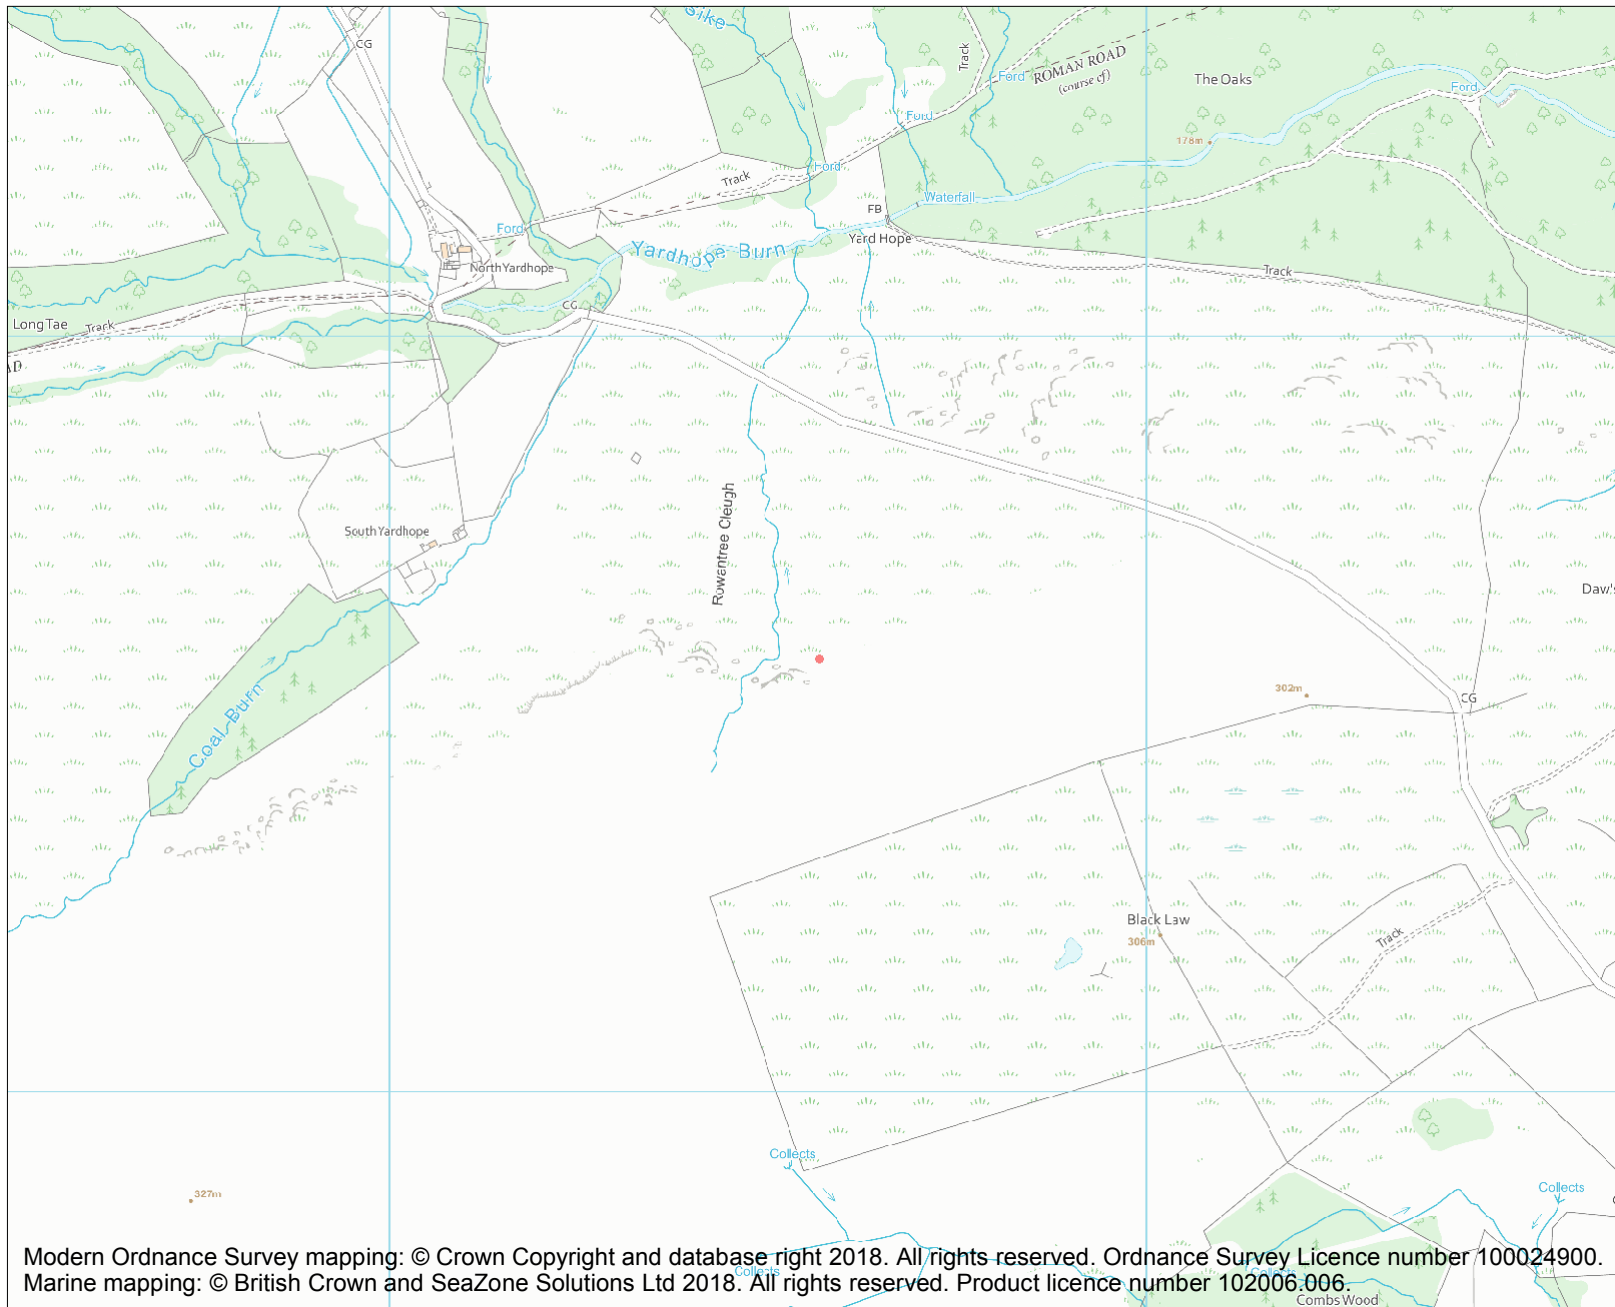 Sike
CG
Track
Ford
ROMAN ROAD
(course of)
The Oaks
Ford
Ford
178m
Ford
Track
Waterfall
FB
Ford
Yardhope Burn
Yard Hope
North Yardhope
Track
CG
Long Tae
Track
Rowantree Cleugh
South Yardhope
Daw's
302m
CG
Coal Burn
Black Law
306m
Track
Collects
327m
Collects
Modern Ordnance Survey mapping: © Crown Copyright and database right 2018. All rights reserved. Ordnance Survey Licence number 100024900.
Collects
Collects
Marine mapping: © British Crown and SeaZone Solutions Ltd 2018. All rights reserved. Product licence number 102006.006.
Combs Wood